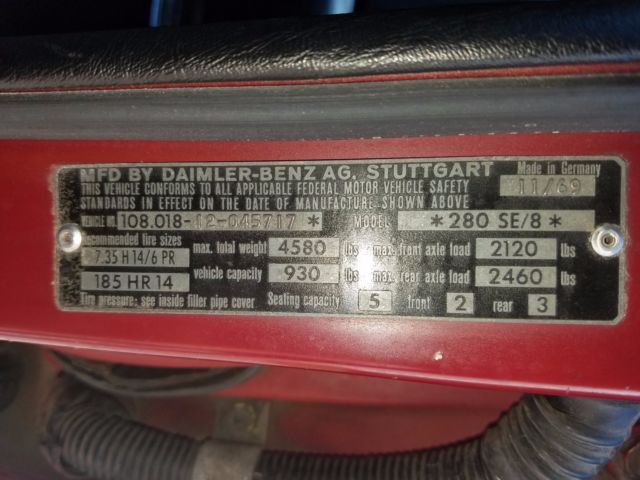 MFD BY DAIMLER-BENZ AG. STUTTGART Made in Germany
THIS VEHICLE CONFORMS TO ALL APPLICABLE FEDERAL MOTOR VEHICLE SAFETY 11/69
STANDARDS IN EFFECT ON THE DATE OF MANUFACTURE SHOWN ABOVE
VEHICLE NO 108.018-12-045717 * MODEL * 280 SE/8 *
Recommended tire sizes
7.35 H 14/6 PR max. total weight 4580 lbs max. front axle load 2120 lbs
185 HR 14 vehicle capacity 930 lbs max. rear axle load 2460 lbs
Tire pressure: see inside filler pipe cover Seating capacity 5 front 2 rear 3